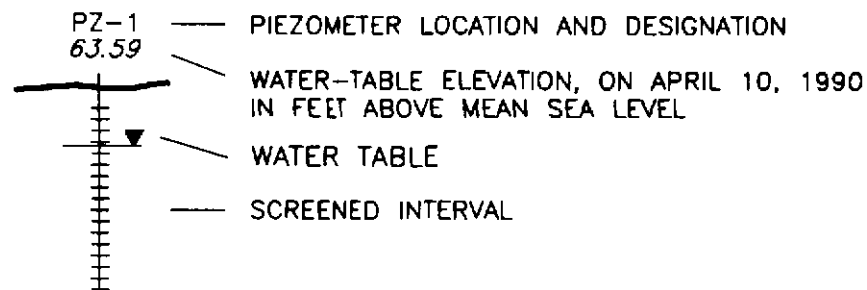 PZ-1
63.59
PIEZOMETER LOCATION AND DESIGNATION
WATER-TABLE ELEVATION, ON APRIL 10, 1990
IN FEET ABOVE MEAN SEA LEVEL
WATER TABLE
SCREENED INTERVAL